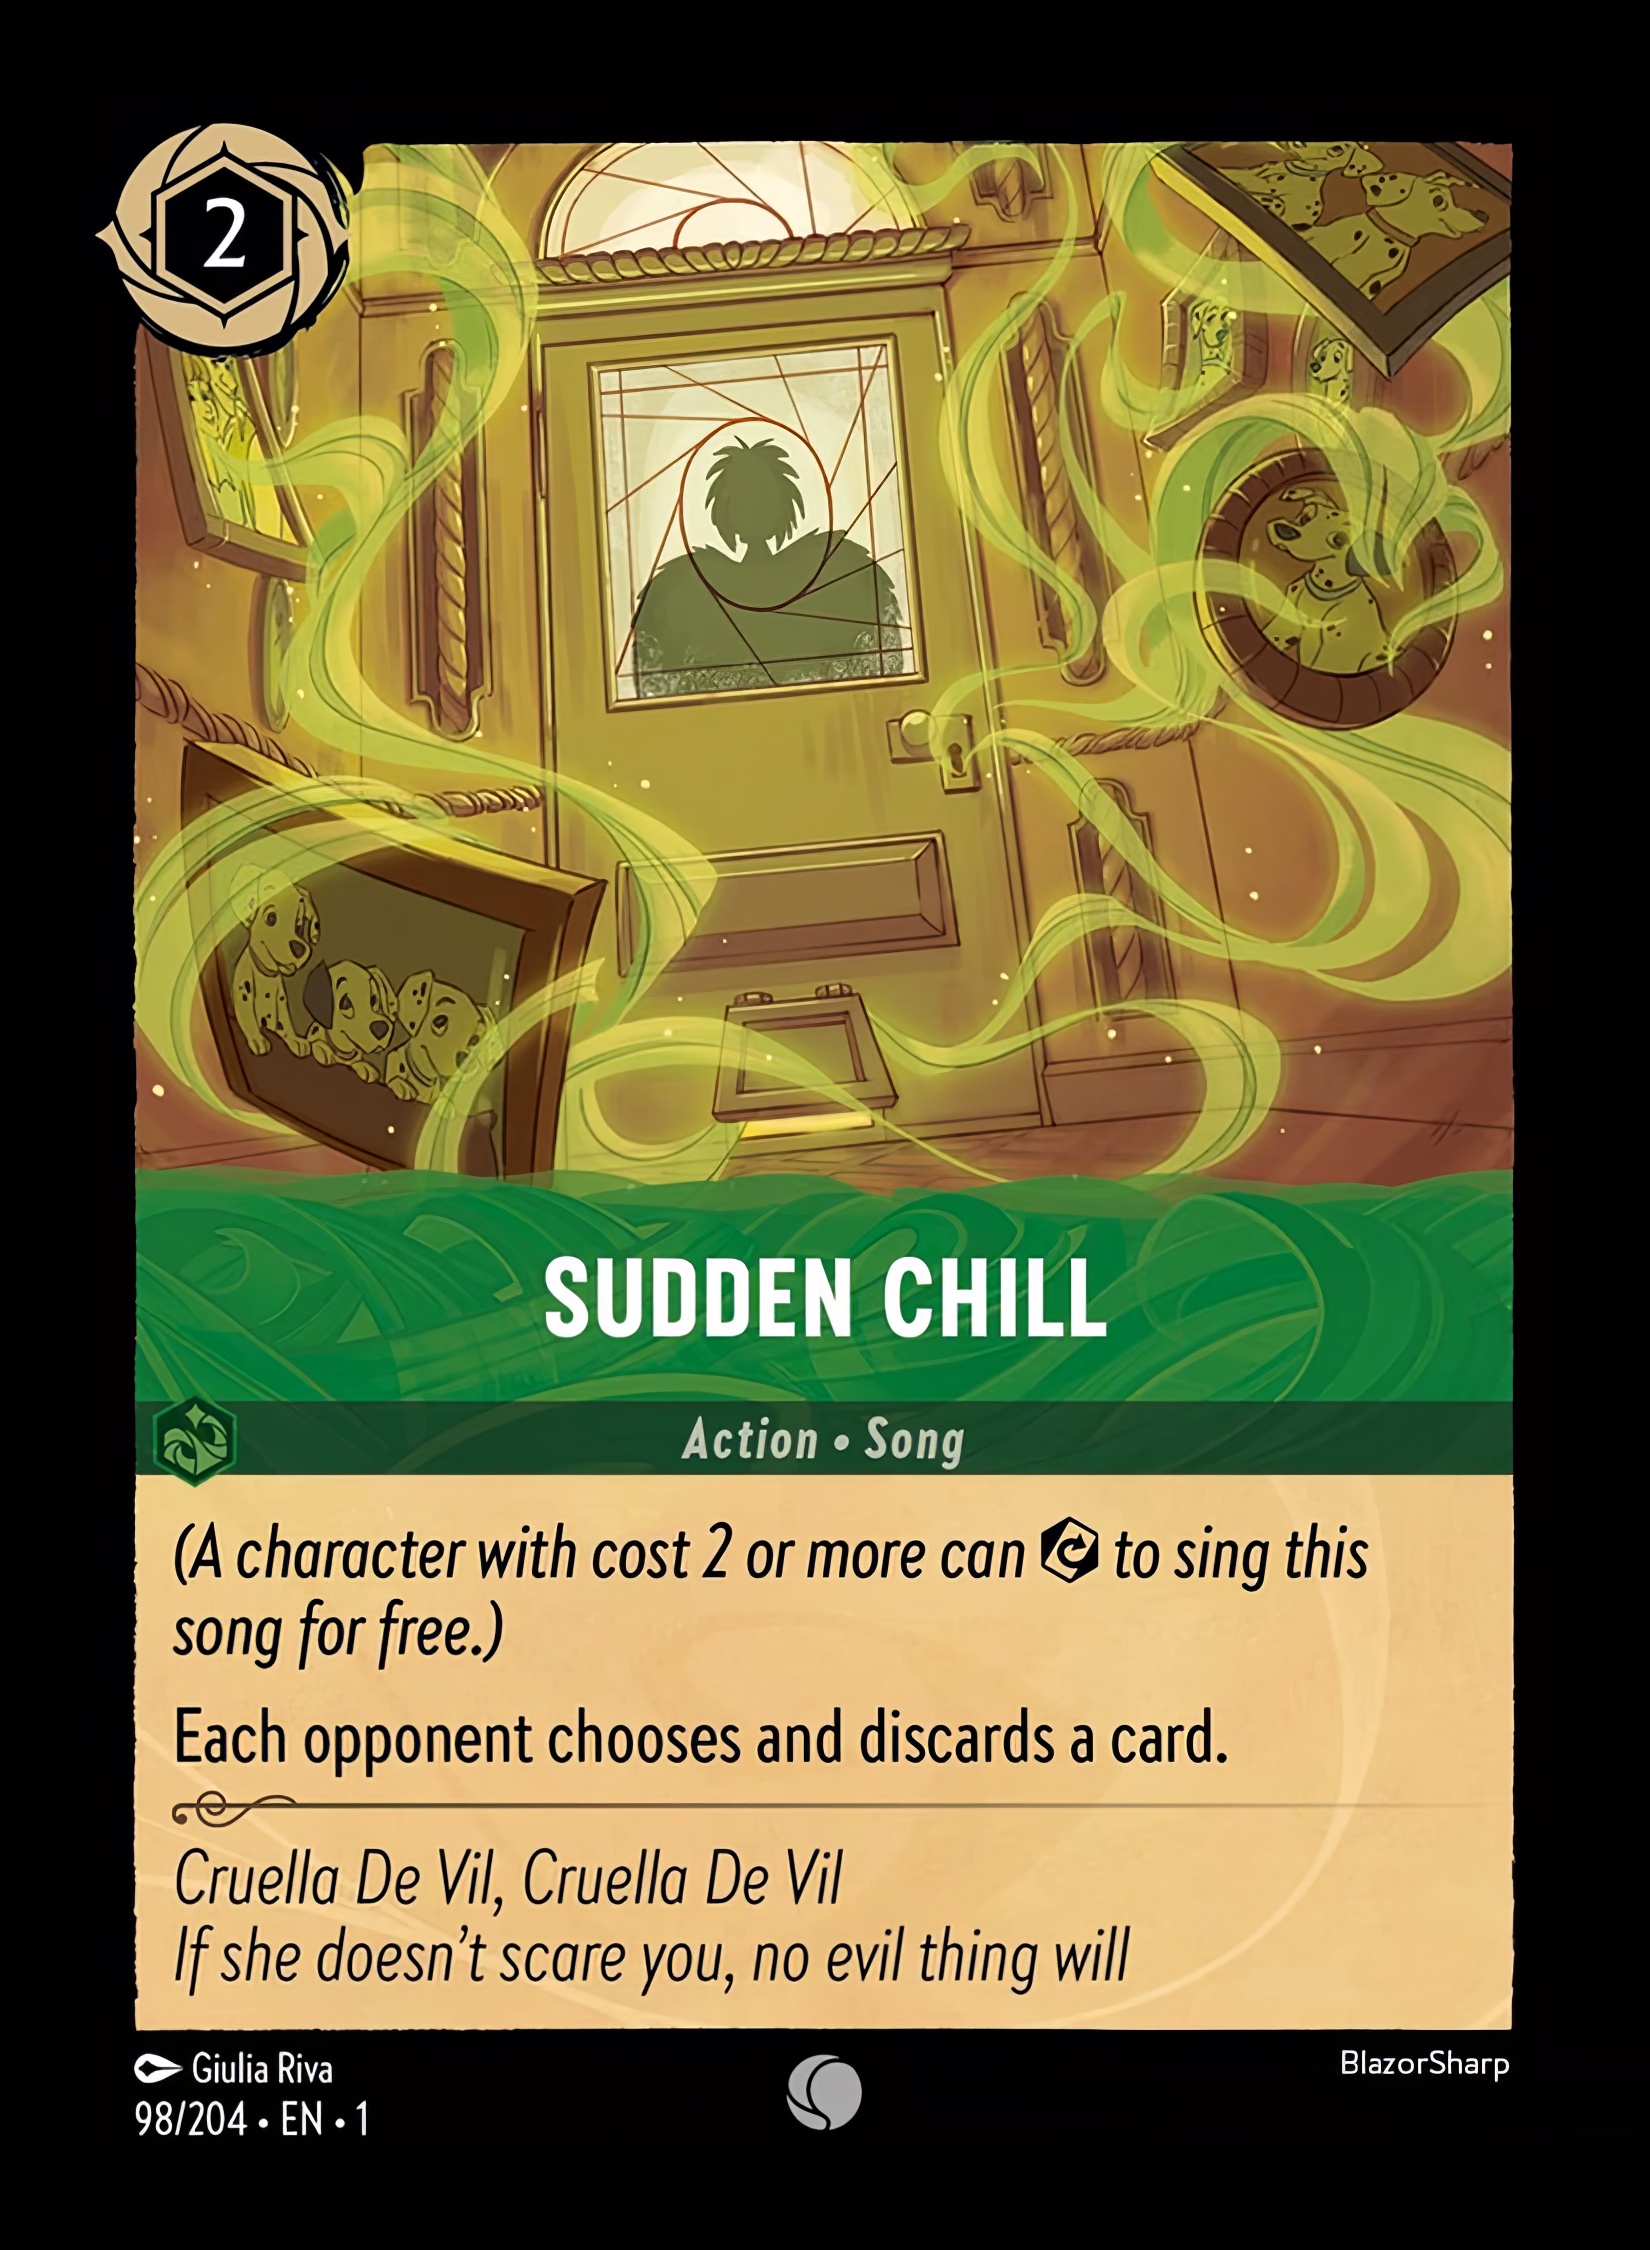 2
SUDDEN CHILL
Action • Song
(A character with cost 2 or more can to sing this
song for free.)
Each opponent chooses and discards a card.
Cruella De Vil, Cruella De Vil
If she doesn't scare you, no evil thing will
Giulia Riva
BlazorSharp
98/204 • EN • 1